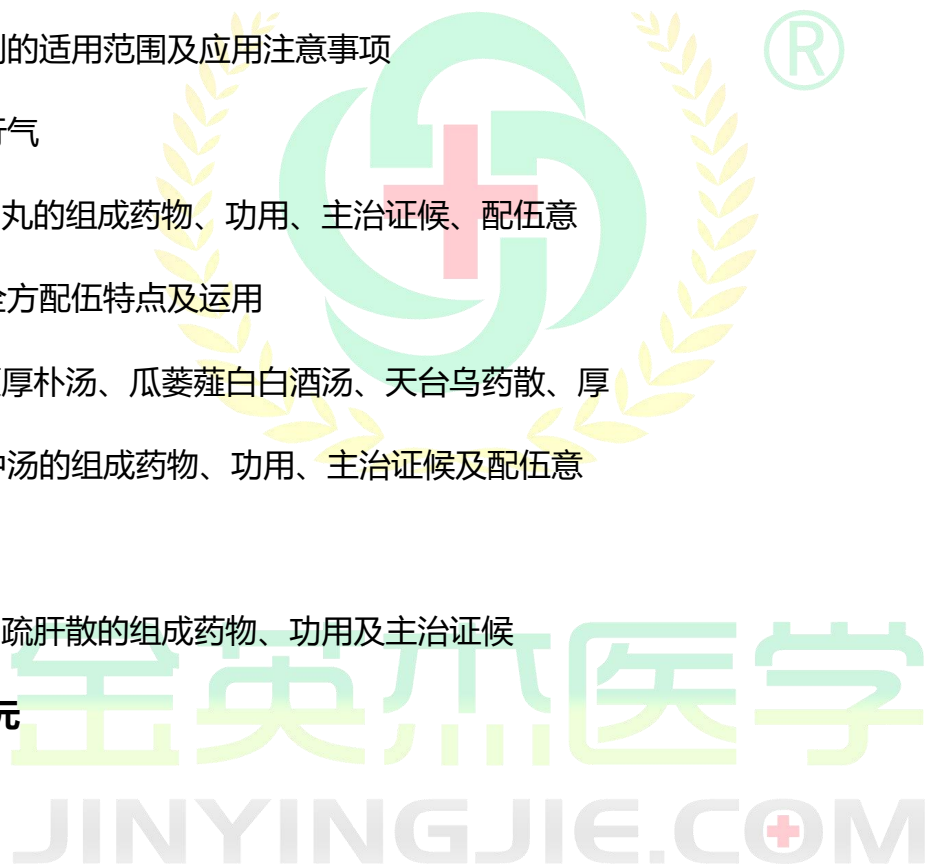 的适用范围及应用注意事项
气
丸的组成药物、功用、主治证候、配伍意
全方配伍特点及运用
厚朴汤、瓜蒌薤白白酒汤、天台乌药散、厚
中汤的组成药物、功用、主治证候及配伍意
疏肝散的组成药物、功用及主治证候
元
金英杰医学
JINYINGJIE.COM
®